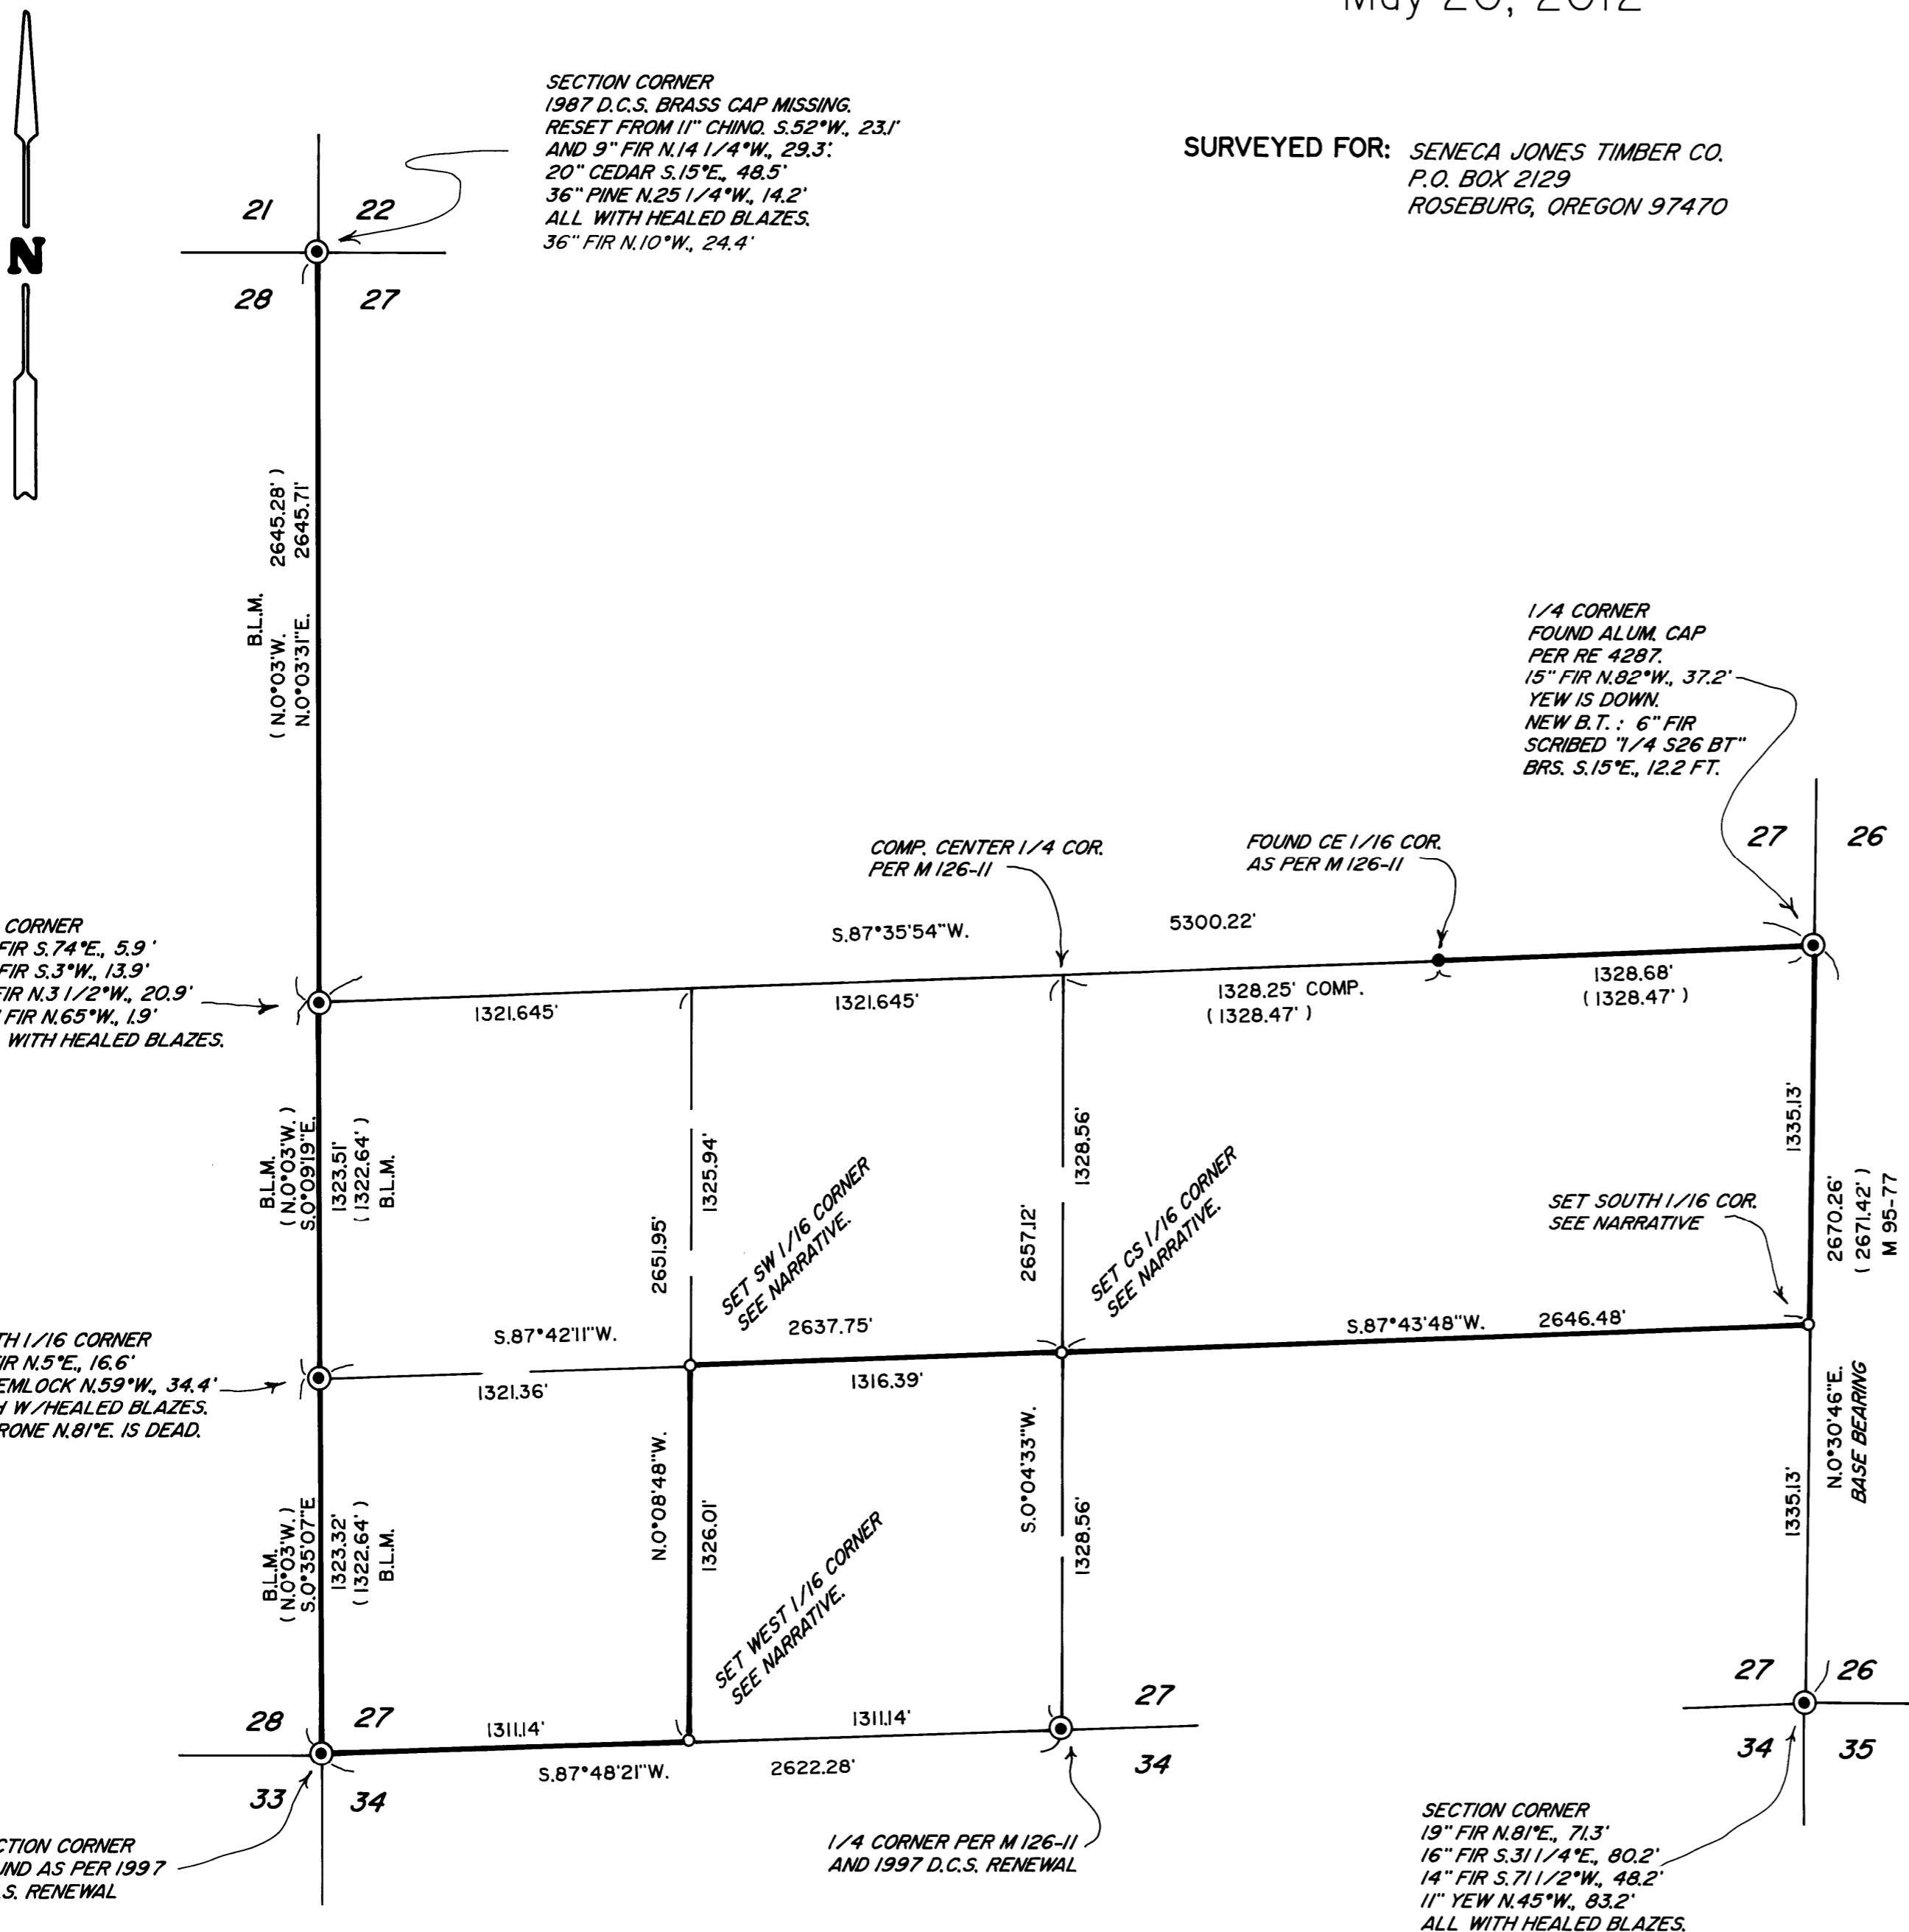 May 26, 2012
SECTION CORNER
1987 D.C.S. BRASS CAP MISSING.
RESET FROM 11" CHINQ. S.52°W., 23.1'
AND 9" FIR N.14 1/4°W., 29.3'.
20" CEDAR S.15°E., 48.5'
36" PINE N.25 1/4°W., 14.2'
ALL WITH HEALED BLAZES.
36" FIR N.10°W., 24.4'
SURVEYED FOR: SENECA JONES TIMBER CO.
P.O. BOX 2129
ROSEBURG, OREGON 97470
21 22
N
28 27
B.L.M.
( N.0°03'W. 2645.28' )
N.0°03'31"E. 2645.71'
1/4 CORNER
FOUND ALUM. CAP
PER RE 4287.
15" FIR N.82°W., 37.2'
YEW IS DOWN.
NEW B.T. : 6" FIR
SCRIBED "1/4 S26 BT"
BRS. S.15°E., 12.2 FT.
27 26
COMP. CENTER 1/4 COR.
PER M 126-11
FOUND CE 1/16 COR.
AS PER M 126-11
CORNER
FIR S.74°E., 5.9'
FIR S.3°W., 13.9'
FIR N.3 1/2°W., 20.9'
FIR N.65°W., 1.9'
WITH HEALED BLAZES.
S.87°35'54"W. 5300.22'
1321.645'
1321.645'
1328.25' COMP.
( 1328.47' )
1328.68'
( 1328.47' )
B.L.M.
( N.0°03'W. )
S.0°09'19"E.
1323.51'
( 1322.64' )
B.L.M.
2651.95'
1325.94'
SET SW 1/16 CORNER
SEE NARRATIVE.
2657.12'
1328.56'
SET CS 1/16 CORNER
SEE NARRATIVE.
SET SOUTH 1/16 COR.
SEE NARRATIVE
1335.13'
2670.26'
( 2671.42' )
M 95-77
TH 1/16 CORNER
IR N.5°E., 16.6'
EMLOCK N.59°W., 34.4'
H W/HEALED BLAZES.
RONE N.81°E. IS DEAD.
S.87°42'11"W. 2637.75'
1321.36'
1316.39'
S.87°43'48"W. 2646.48'
B.L.M.
( N.0°03'W. )
S.0°35'07"E
1323.32'
( 1322.64' )
B.L.M.
N.0°08'48"W.
1326.01'
SET WEST 1/16 CORNER
SEE NARRATIVE.
S.0°04'33"W.
1328.56'
1335.13'
N.0°30'46"E.
BASE BEARING
28 27
1311.14'
1311.14'
27
27 26
S.87°48'21"W. 2622.28'
33 34
34
34 35
CTION CORNER
UND AS PER 1997
.S. RENEWAL
1/4 CORNER PER M 126-11
AND 1997 D.C.S. RENEWAL
SECTION CORNER
19" FIR N.81°E., 71.3'
16" FIR S.31 1/4°E., 80.2'
14" FIR S.71 1/2°W., 48.2'
11" YEW N.45°W., 83.2'
ALL WITH HEALED BLAZES.